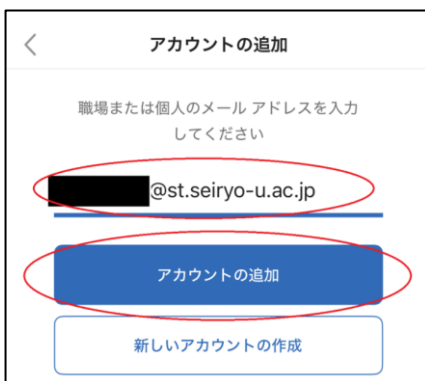 アカウントの追加
職場または個人のメール アドレスを入力
してください
@st.seiryo-u.ac.jp
アカウントの追加
新しいアカウントの作成